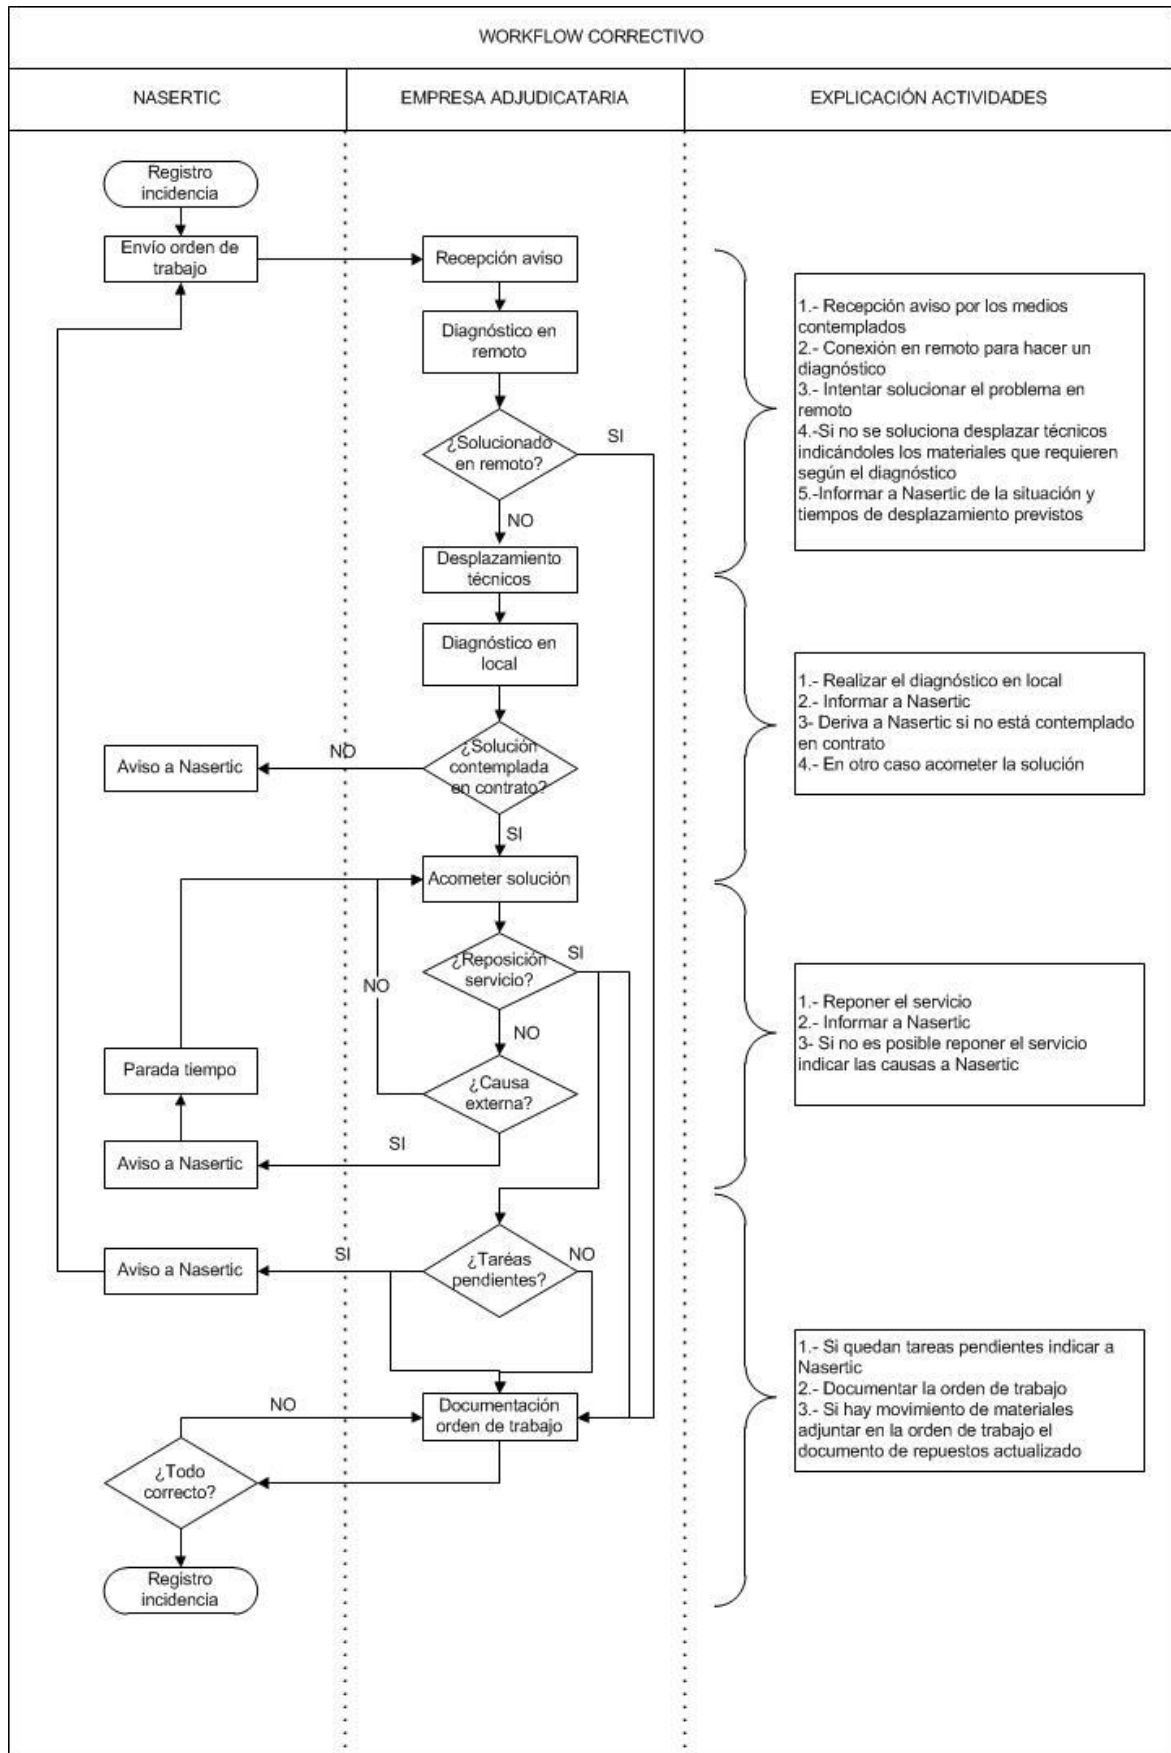 WORKFLOW CORRECTIVO
NASERTIC
EMPRESA ADJUDICATARIA
EXPLICACIÓN ACTIVIDADES
Registro
incidencia
Envío orden de
trabajo
Recepción aviso
Diagnóstico en
remoto
¿Solucionado
en remoto?
SI
NO
Desplazamiento
técnicos
Diagnóstico en
local
¿Solución
contemplada
en contrato?
NO
Aviso a Nasertic
SI
Acometer solución
¿Reposición
servicio?
SI
NO
NO
¿Causa
externa?
Parada tiempo
SI
Aviso a Nasertic
¿Taréas
pendientes?
SI
NO
Aviso a Nasertic
Documentación
orden de trabajo
NO
¿Todo
correcto?
Registro
incidencia
1.- Recepción aviso por los medios
contemplados
2.- Conexión en remoto para hacer un
diagnóstico
3.- Intentar solucionar el problema en
remoto
4.-Si no se soluciona desplazar técnicos
indicándoles los materiales que requieren
según el diagnóstico
5.-Informar a Nasertic de la situación y
tiempos de desplazamiento previstos
1.- Realizar el diagnóstico en local
2.- Informar a Nasertic
3- Deriva a Nasertic si no está contemplado
en contrato
4.- En otro caso acometer la solución
1.- Reponer el servicio
2.- Informar a Nasertic
3- Si no es posible reponer el servicio
indicar las causas a Nasertic
1.- Si quedan tareas pendientes indicar a
Nasertic
2.- Documentar la orden de trabajo
3.- Si hay movimiento de materiales
adjuntar en la orden de trabajo el
documento de repuestos actualizado